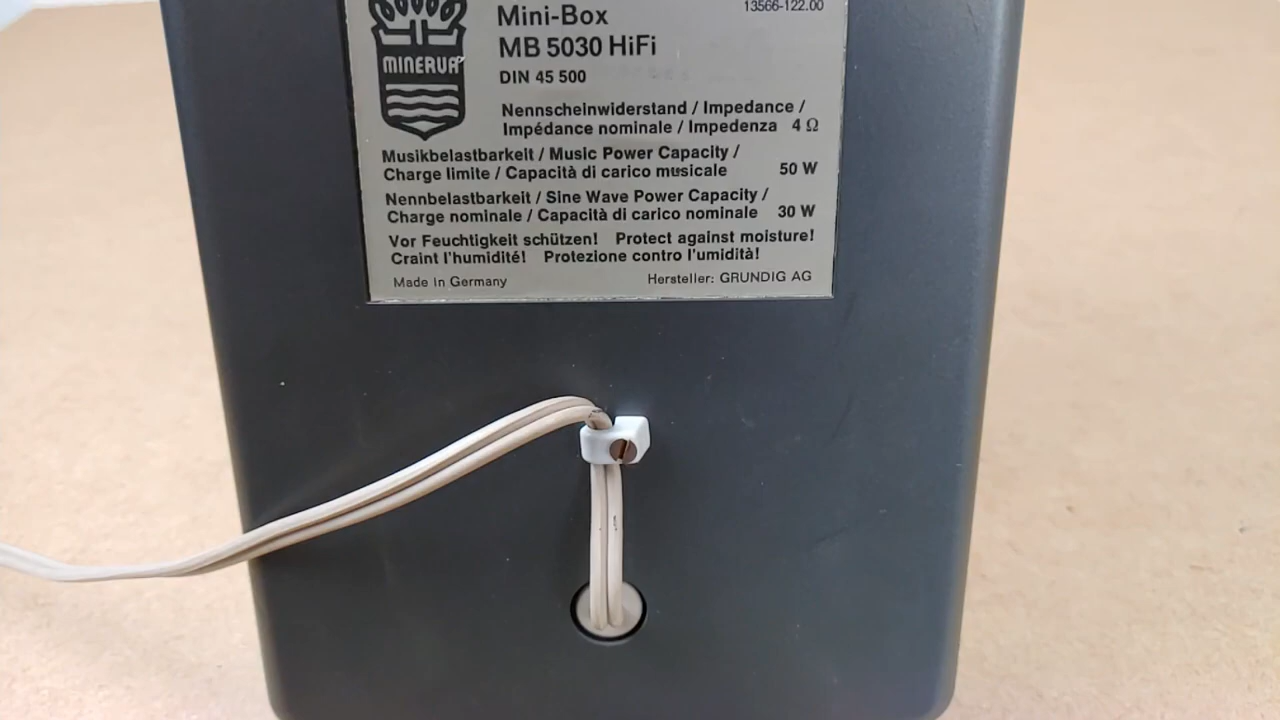 13566-122.00
Mini-Box
MB 5030 HiFi
MINERVA
DIN 45 500
Nennscheinwiderstand / Impedance /
Impédance nominale / Impedenza 4 Ω
Musikbelastbarkeit / Music Power Capacity /
Charge limite / Capacità di carico musicale 50 W
Nennbelastbarkeit / Sine Wave Power Capacity /
Charge nominale / Capacità di carico nominale 30 W
Vor Feuchtigkeit schützen! Protect against moisture!
Craint l'humidité! Protezione contro l'umidità!
Made in Germany Hersteller: GRUNDIG AG